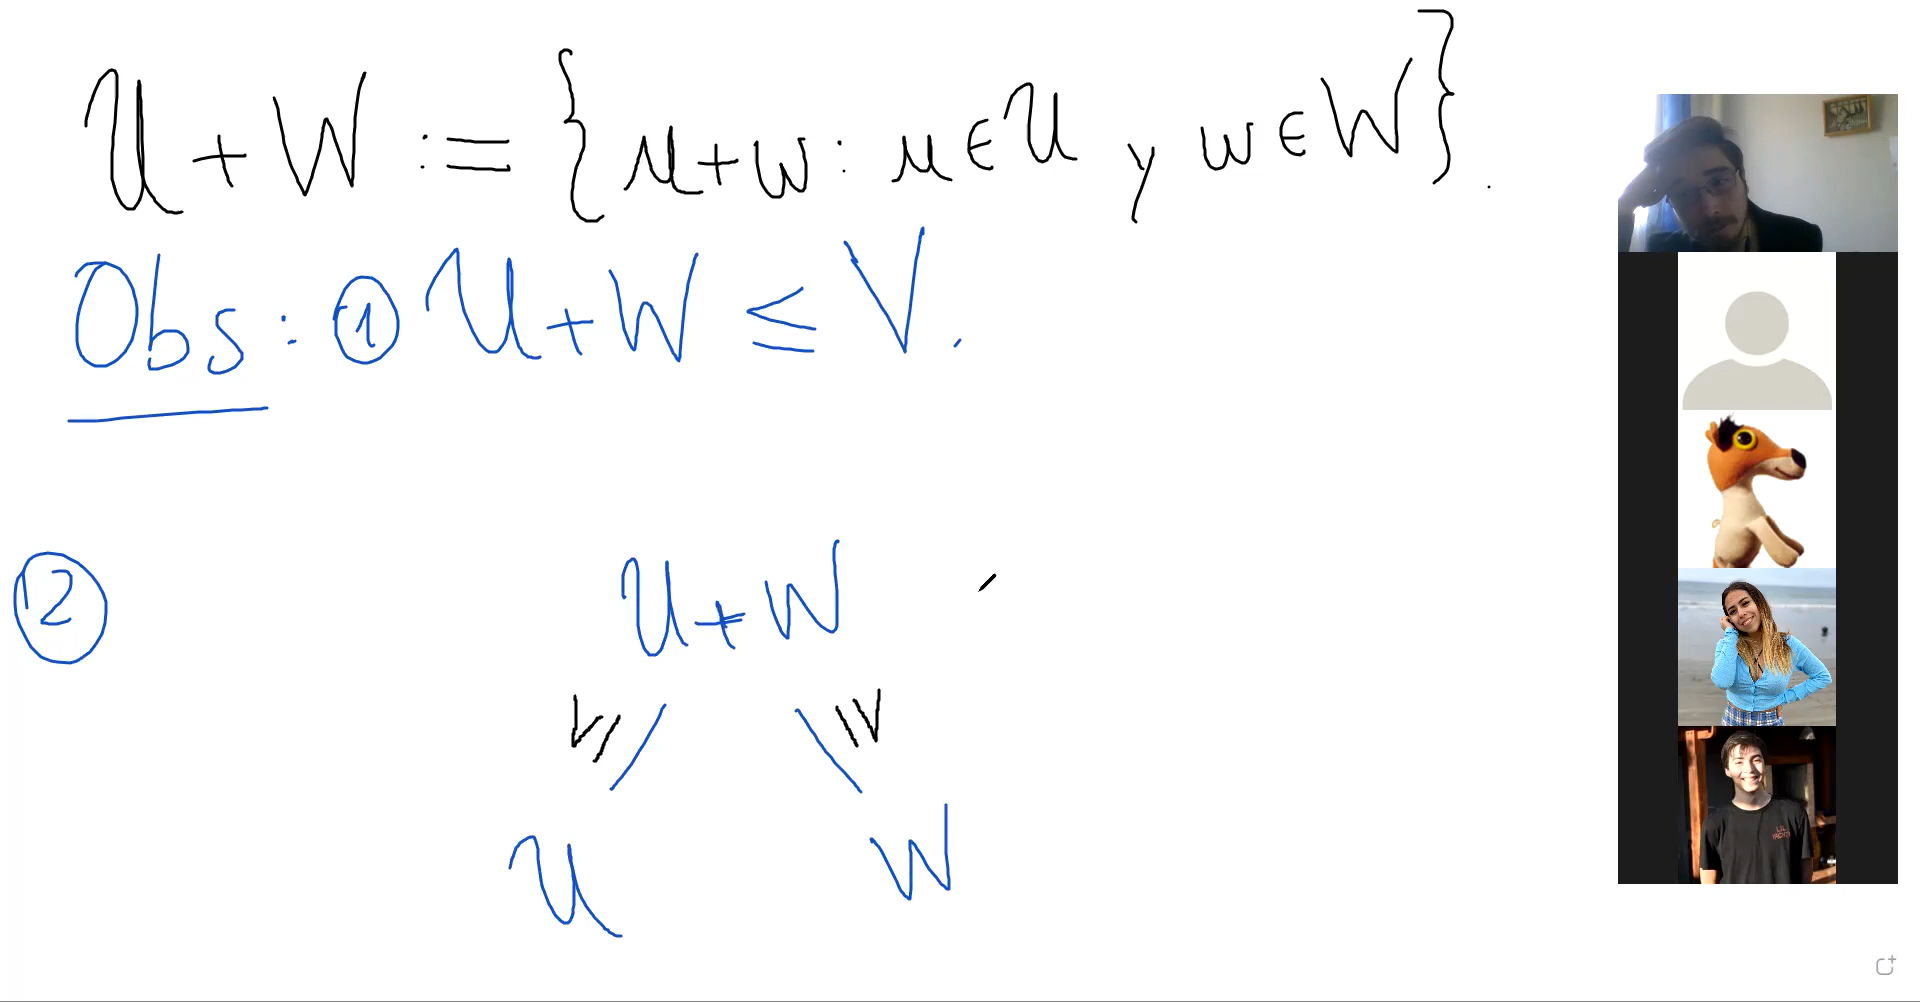 U + W := { u + w : u ∈ U y w ∈ W } .
Obs : ① U + W ≤ V .
②
U + W
≤ ≤
U W